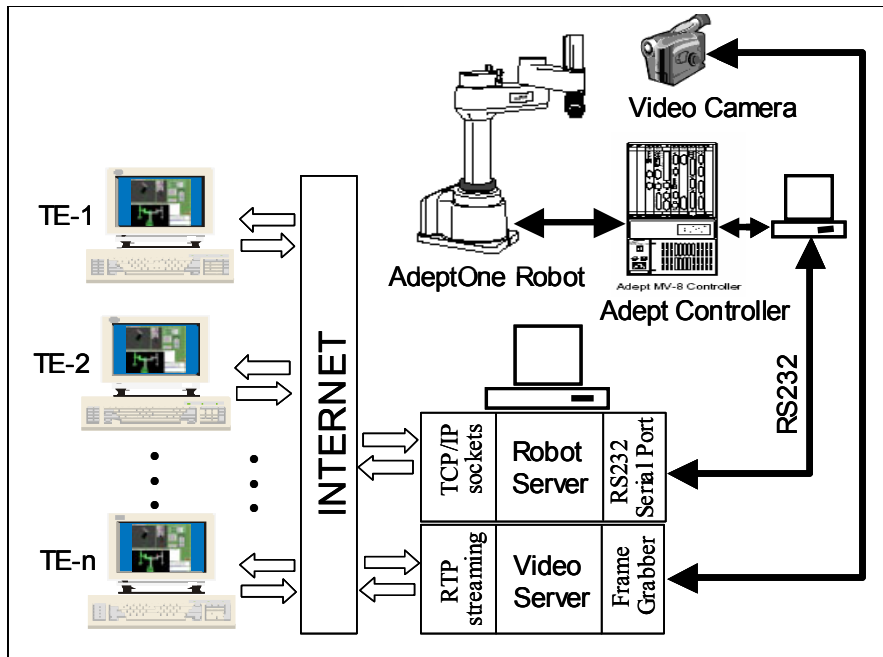 Video Camera
TE-1
AdeptOne Robot
Adept MV-8 Controller
Adept Controller
TE-2
INTERNET
RS232
TCP/IP
sockets
Robot
Server
RS232
Serial Port
TE-n
RTP
streaming
Video
Server
Frame
Grabber